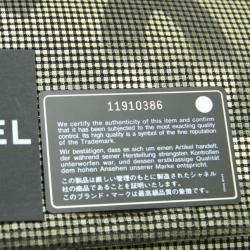 11910386
We certify the authenticity of this item and confirm
that it has been subjected to the most exacting quality
control. Its high quality is a symbol of the fine reputation
of the Trademark.
Wir bestätigen, dass es sich um einen Artikel handelt,
der während seiner Herstellung strengsten Kontrollen
unterworfen war, und dessen erstklassige Qualität
dem hohen Ansehen unserer Marke entspricht.
この製品は厳しい管理のもとに製造されたシャネル
社の商品であることを証明いたします。
このブランド・マークは最高級品質の象徴です。
EL